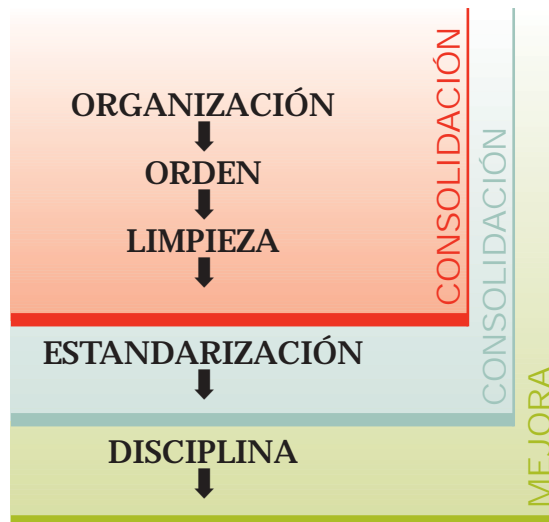 ORGANIZACIÓN
ORDEN
LIMPIEZA
CONSOLIDACIÓN
ESTANDARIZACIÓN
CONSOLIDACIÓN
DISCIPLINA
MEJORA